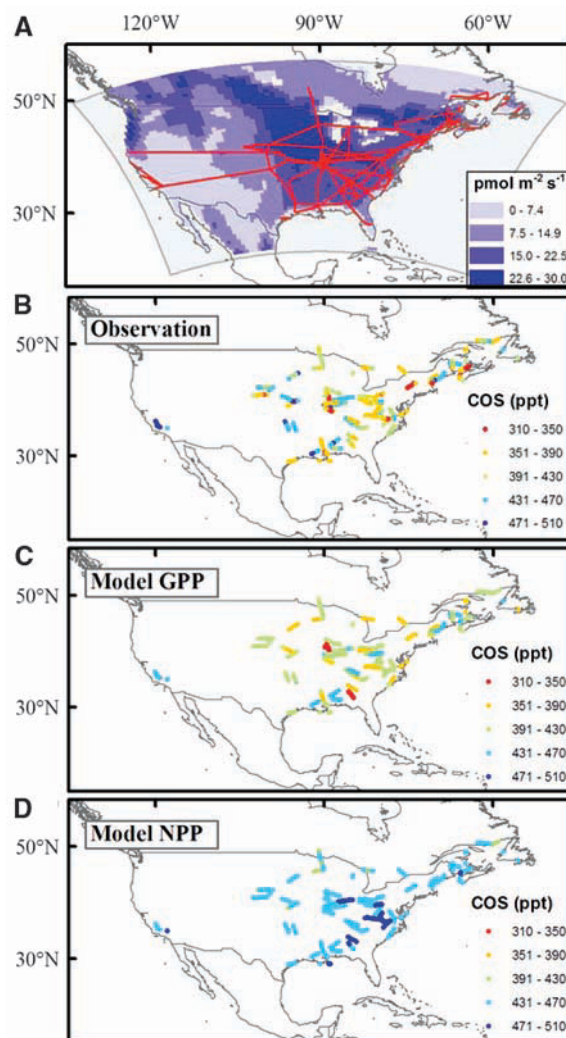 A
120°W 90°W 60°W
50°N
30°N
pmol m⁻² s⁻¹
0 - 7.4
7.5 - 14.9
15.0 - 22.5
22.6 - 30.0
B
Observation
50°N
30°N
COS (ppt)
310 - 350
351 - 390
391 - 430
431 - 470
471 - 510
C
Model GPP
50°N
30°N
COS (ppt)
310 - 350
351 - 390
391 - 430
431 - 470
471 - 510
D
Model NPP
50°N
30°N
COS (ppt)
310 - 350
351 - 390
391 - 430
431 - 470
471 - 510